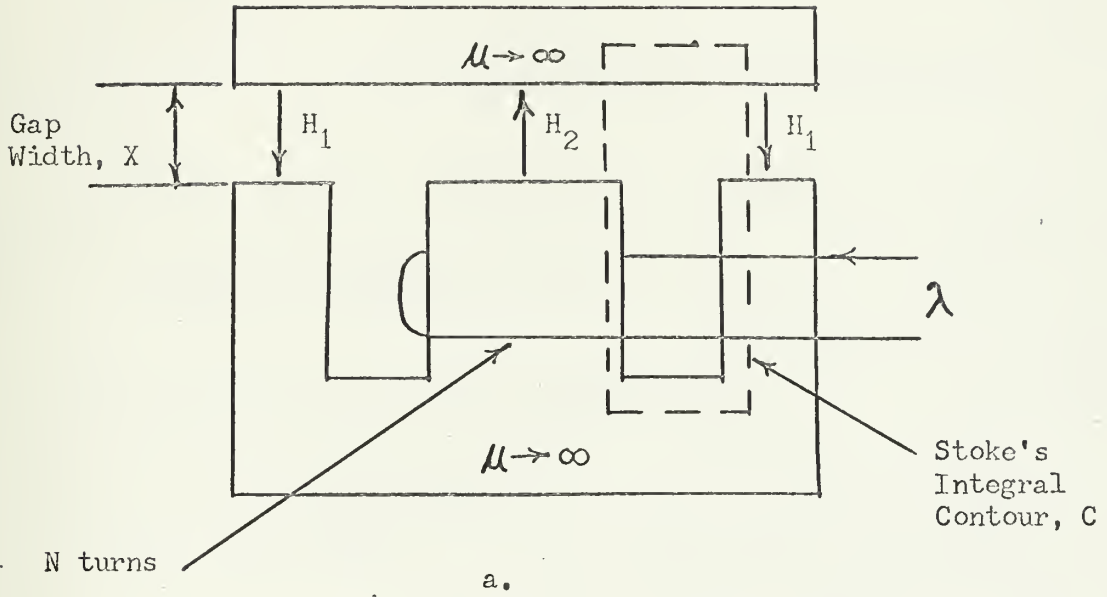 μ→∞
Gap
Width, X
H₁
H₂
H₁
λ
μ→∞
Stoke's
Integral
Contour, C
N turns
a.